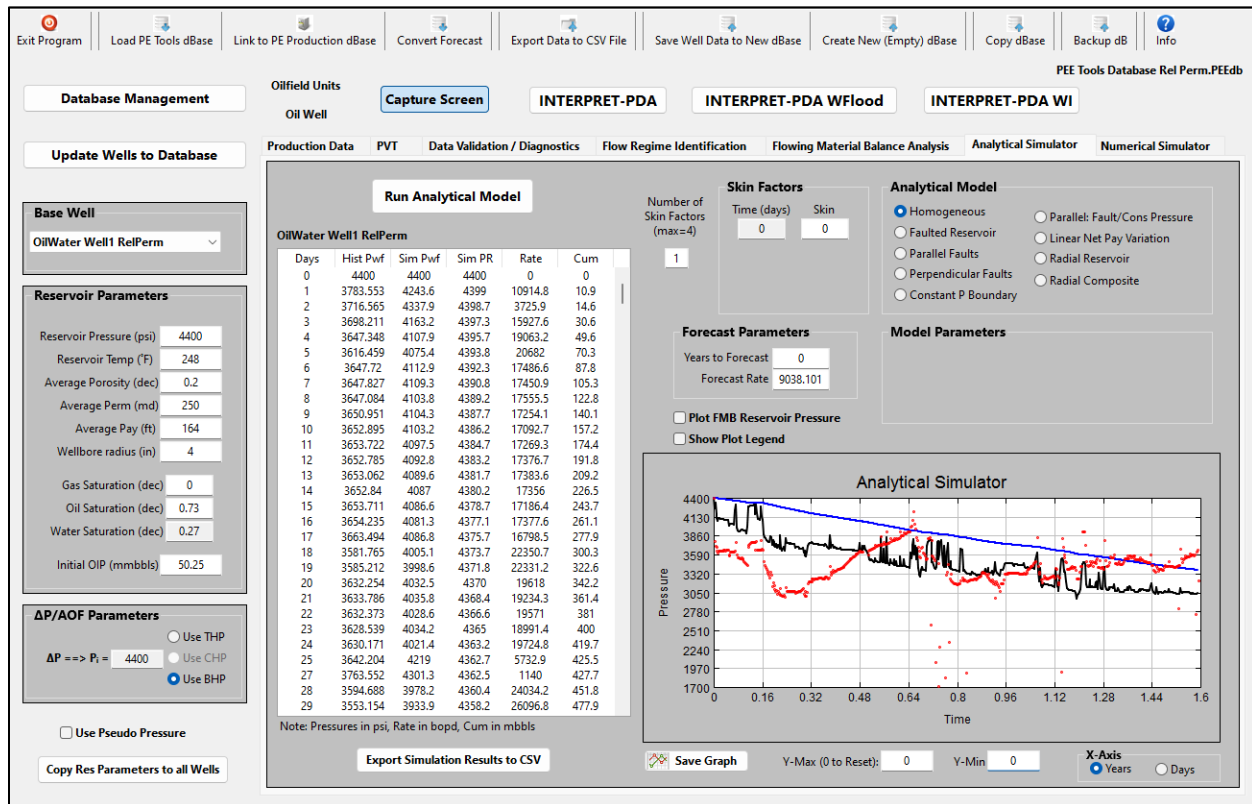 Exit Program Load PE Tools dBase Link to PE Production dBase Convert Forecast Export Data to CSV File Save Well Data to New dBase Create New (Empty) dBase Copy dBase Backup dB Info
PEE Tools Database Rel Perm.PEEdb
Database Management
Update Wells to Database
Oilfield Units
Oil Well
Capture Screen INTERPRET-PDA INTERPRET-PDA WFlood INTERPRET-PDA WI
Production Data PVT Data Validation / Diagnostics Flow Regime Identification Flowing Material Balance Analysis Analytical Simulator Numerical Simulator
Base Well
OilWater Well1 RelPerm
Reservoir Parameters
Reservoir Pressure (psi) 4400
Reservoir Temp (°F) 248
Average Porosity (dec) 0.2
Average Perm (md) 250
Average Pay (ft) 164
Wellbore radius (in) 4
Gas Saturation (dec) 0
Oil Saturation (dec) 0.73
Water Saturation (dec) 0.27
Initial OIP (mmbbls) 50.25
ΔP/AOF Parameters
Use THP
ΔP ==> Pi = 4400 Use CHP
Use BHP
Use Pseudo Pressure
Copy Res Parameters to all Wells
Run Analytical Model
OilWater Well1 RelPerm
Days Hist Pwf Sim Pwf Sim PR Rate Cum
0 4400 4400 4400 0 0
1 3783.553 4243.6 4399 10914.8 10.9
2 3716.565 4337.9 4398.7 3725.9 14.6
3 3698.211 4163.2 4397.3 15927.6 30.6
4 3647.348 4107.9 4395.7 19063.2 49.6
5 3616.459 4075.4 4393.8 20682 70.3
6 3647.72 4112.9 4392.3 17486.6 87.8
7 3647.827 4109.3 4390.8 17450.9 105.3
8 3647.084 4103.8 4389.2 17555.5 122.8
9 3650.951 4104.3 4387.7 17254.1 140.1
10 3652.895 4103.2 4386.2 17092.7 157.2
11 3653.722 4097.5 4384.7 17269.3 174.4
12 3652.785 4092.8 4383.2 17376.7 191.8
13 3653.062 4089.6 4381.7 17383.6 209.2
14 3652.84 4087 4380.2 17356 226.5
15 3653.711 4086.6 4378.7 17186.4 243.7
16 3654.235 4081.3 4377.1 17377.6 261.1
17 3663.494 4086.8 4375.7 16798.5 277.9
18 3581.765 4005.1 4373.7 22350.7 300.3
19 3585.212 3998.6 4371.8 22331.2 322.6
20 3632.254 4032.5 4370 19618 342.2
21 3633.786 4035.8 4368.4 19234.3 361.4
22 3632.373 4028.6 4366.6 19571 381
23 3628.539 4034.2 4365 18991.4 400
24 3630.171 4021.4 4363.2 19724.8 419.7
25 3642.204 4219 4362.7 5732.9 425.5
27 3763.552 4301.3 4362.5 1140 427.7
28 3594.688 3978.2 4360.4 24034.2 451.8
29 3553.154 3933.9 4358.2 26096.8 477.9
Note: Pressures in psi, Rate in bopd, Cum in mbbls
Export Simulation Results to CSV
Number of
Skin Factors
(max=4)
1
Skin Factors
Time (days) Skin
0 0
Analytical Model
Homogeneous
Faulted Reservoir
Parallel Faults
Perpendicular Faults
Constant P Boundary
Parallel: Fault/Cons Pressure
Linear Net Pay Variation
Radial Reservoir
Radial Composite
Forecast Parameters
Years to Forecast 0
Forecast Rate 9038.101
Model Parameters
Plot FMB Reservoir Pressure
Show Plot Legend
Analytical Simulator
Pressure
4400
4130
3860
3590
3320
3050
2780
2510
2240
1970
1700
0 0.16 0.32 0.48 0.64 0.8 0.96 1.12 1.28 1.44 1.6
Time
Save Graph Y-Max (0 to Reset): 0 Y-Min 0
X-Axis
Years Days